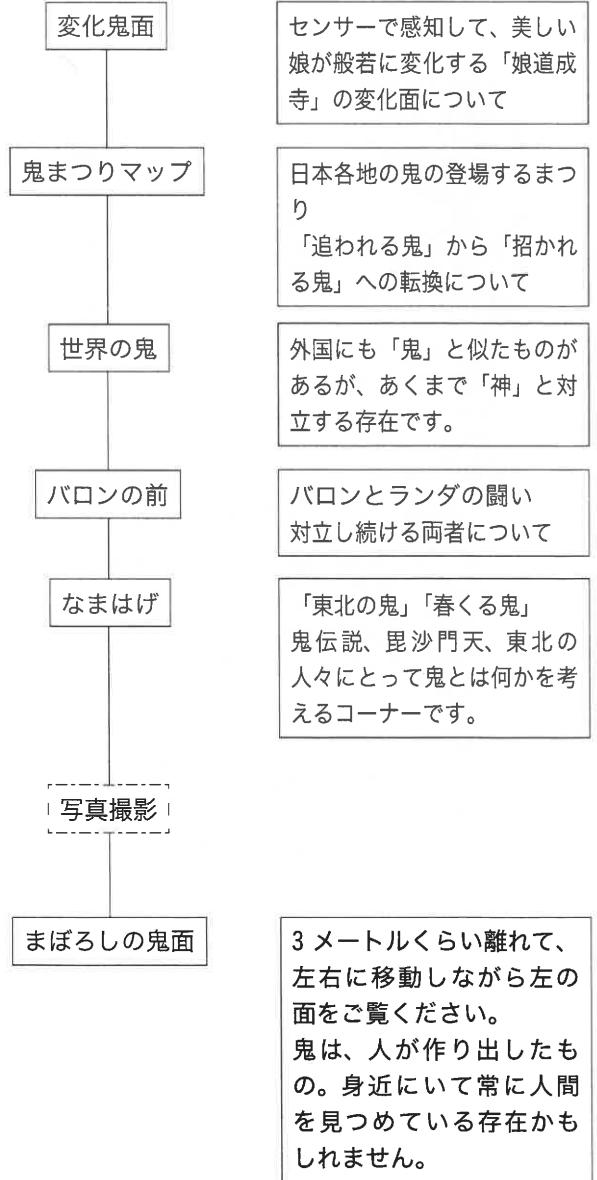 変化鬼面
センサーで感知して、美しい
娘が般若に変化する「娘道成
寺」の変化面について
鬼まつりマップ
日本各地の鬼の登場するまつ
り
「追われる鬼」から「招かれ
る鬼」への転換について
世界の鬼
外国にも「鬼」と似たものが
あるが、あくまで「神」と対
立する存在です。
バロンの前
バロンとランダの闘い
対立し続ける両者について
なまはげ
「東北の鬼」「春くる鬼」
鬼伝説、毘沙門天、東北の
人々にとって鬼とは何かを考
えるコーナーです。
写真撮影
まぼろしの鬼面
3 メートルくらい離れて、
左右に移動しながら左の
面をご覧ください。
鬼は、人が作り出したも
の。身近にいて常に人間
を見つめている存在かも
しれません。